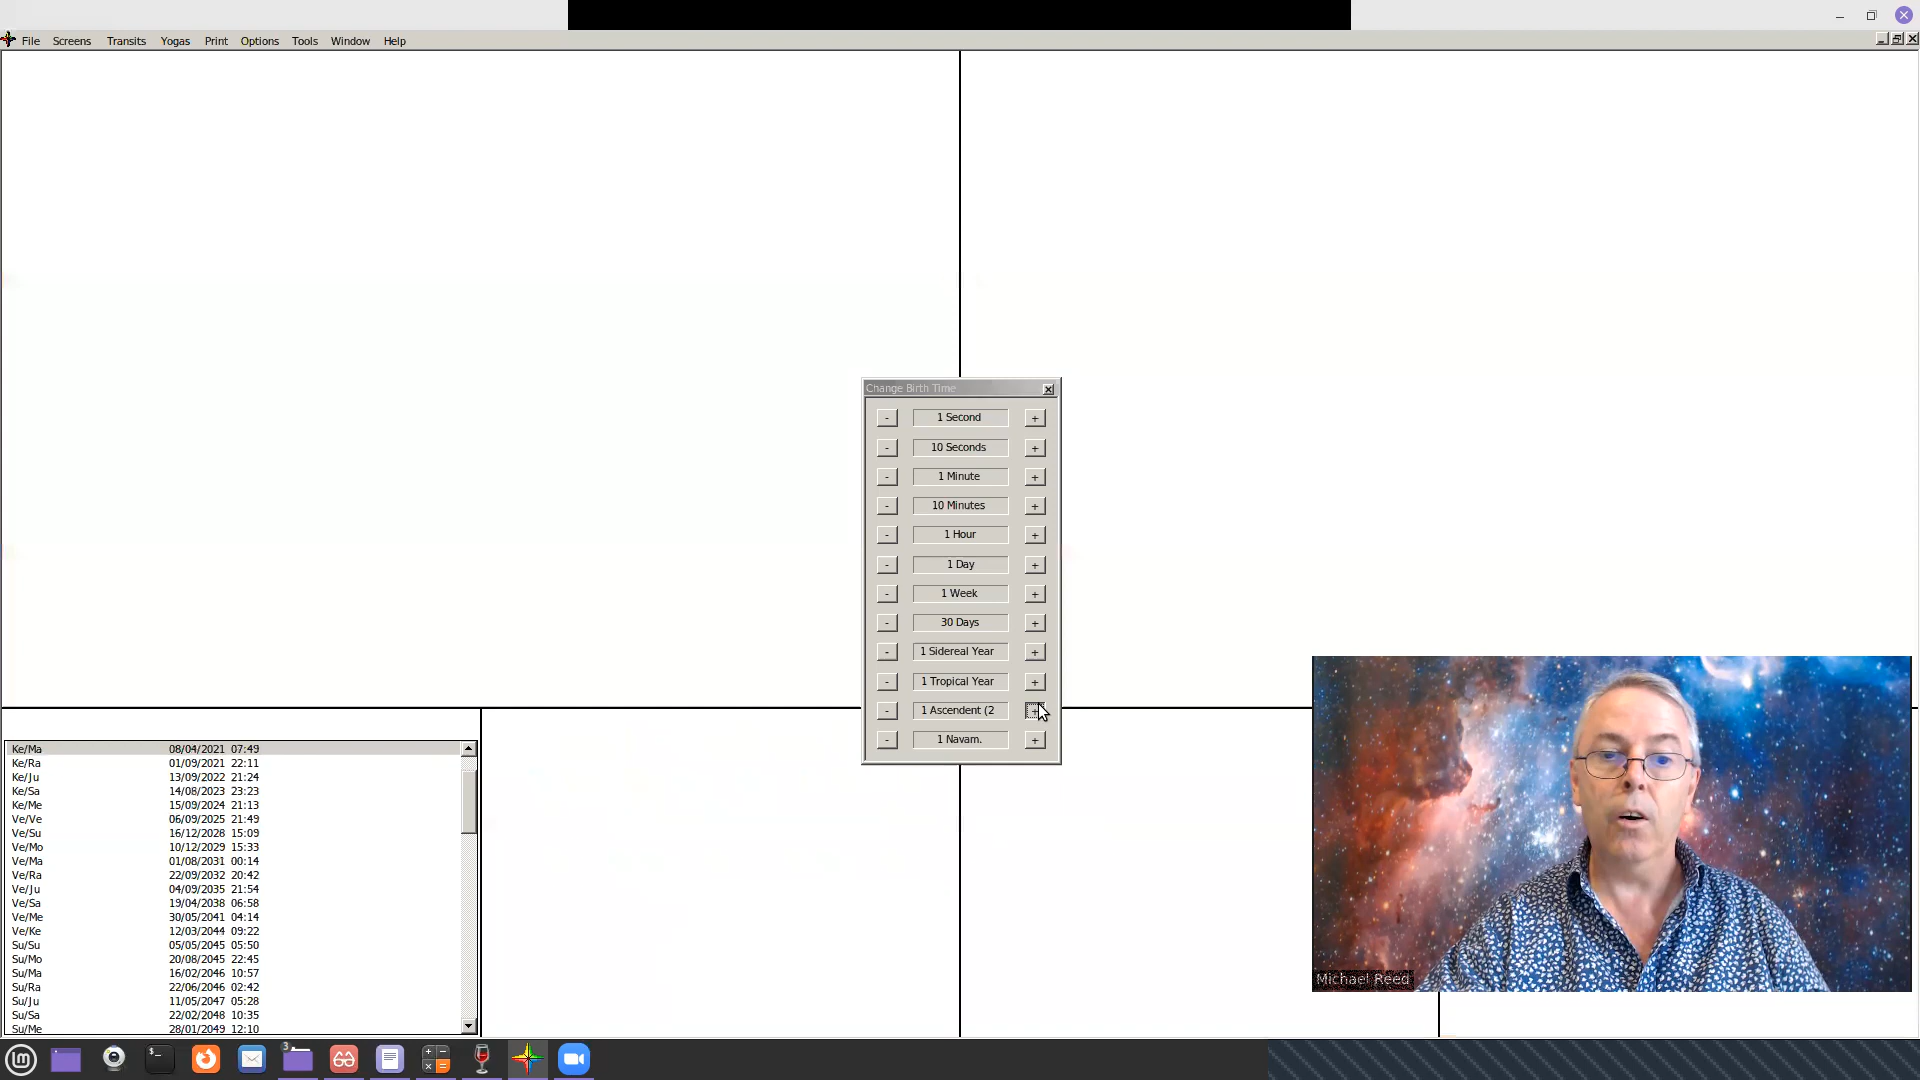 File Screens Transits Yogas Print Options Tools Window Help
Change Birth Time
- 1 Second +
- 10 Seconds +
- 1 Minute +
- 10 Minutes +
- 1 Hour +
- 1 Day +
- 1 Week +
- 30 Days +
- 1 Sidereal Year +
- 1 Tropical Year +
- 1 Ascendent (2 +
- 1 Navam. +
Ke/Ma 08/04/2021 07:49
Ke/Ra 01/09/2021 22:11
Ke/Ju 13/09/2022 21:24
Ke/Sa 14/08/2023 23:23
Ke/Me 15/09/2024 21:13
Ve/Ve 06/09/2025 21:49
Ve/Su 16/12/2028 15:09
Ve/Mo 10/12/2029 15:33
Ve/Ma 01/08/2031 00:14
Ve/Ra 22/09/2032 20:42
Ve/Ju 04/09/2035 21:54
Ve/Sa 19/04/2038 06:58
Ve/Me 30/05/2041 04:14
Ve/Ke 12/03/2044 09:22
Su/Su 05/05/2045 05:50
Su/Mo 20/08/2045 22:45
Su/Ma 16/02/2046 10:57
Su/Ra 22/06/2046 02:42
Su/Ju 11/05/2047 05:28
Su/Sa 22/02/2048 10:35
Su/Me 28/01/2049 12:10
Michael Reed
3